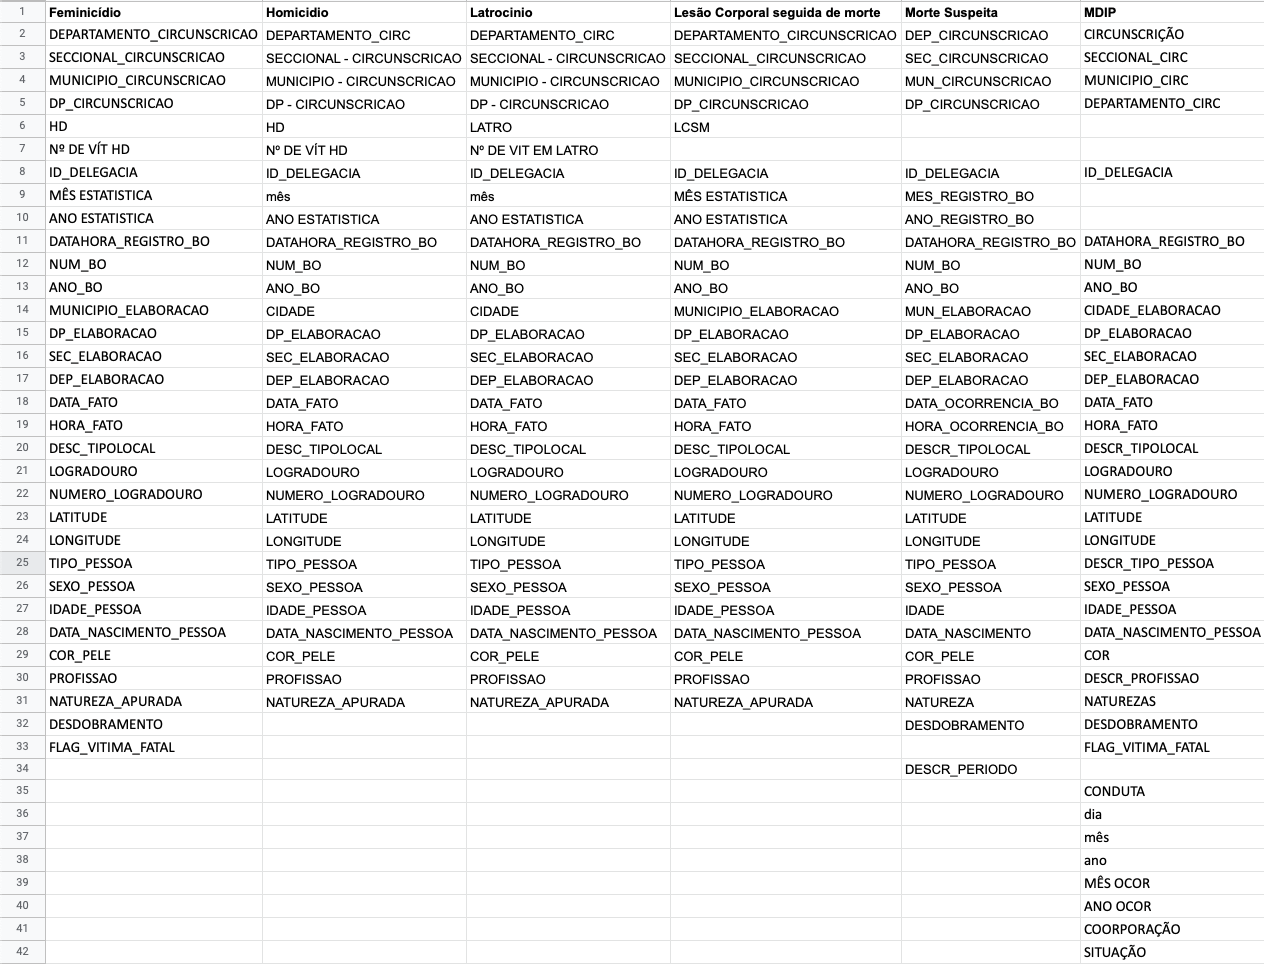 1 Feminicídio Homicidio Latrocinio Lesão Corporal seguida de morte Morte Suspeita MDIP
2 DEPARTAMENTO_CIRCUNSCRICAO DEPARTAMENTO_CIRC DEPARTAMENTO_CIRC DEPARTAMENTO_CIRCUNSCRICAO DEP_CIRCUNSCRICAO CIRCUNSCRIÇÃO
3 SECCIONAL_CIRCUNSCRICAO SECCIONAL - CIRCUNSCRICAO SECCIONAL - CIRCUNSCRICAO SECCIONAL_CIRCUNSCRICAO SEC_CIRCUNSCRICAO SECCIONAL_CIRC
4 MUNICIPIO_CIRCUNSCRICAO MUNICIPIO - CIRCUNSCRICAO MUNICIPIO - CIRCUNSCRICAO MUNICIPIO_CIRCUNSCRICAO MUN_CIRCUNSCRICAO MUNICIPIO_CIRC
5 DP_CIRCUNSCRICAO DP - CIRCUNSCRICAO DP - CIRCUNSCRICAO DP_CIRCUNSCRICAO DP_CIRCUNSCRICAO DEPARTAMENTO_CIRC
6 HD HD LATRO LCSM
7 Nº DE VÍT HD Nº DE VÍT HD Nº DE VIT EM LATRO
8 ID_DELEGACIA ID_DELEGACIA ID_DELEGACIA ID_DELEGACIA ID_DELEGACIA ID_DELEGACIA
9 MÊS ESTATISTICA mês mês MÊS ESTATISTICA MES_REGISTRO_BO
10 ANO ESTATISTICA ANO ESTATISTICA ANO ESTATISTICA ANO ESTATISTICA ANO_REGISTRO_BO
11 DATAHORA_REGISTRO_BO DATAHORA_REGISTRO_BO DATAHORA_REGISTRO_BO DATAHORA_REGISTRO_BO DATAHORA_REGISTRO_BO DATAHORA_REGISTRO_BO
12 NUM_BO NUM_BO NUM_BO NUM_BO NUM_BO NUM_BO
13 ANO_BO ANO_BO ANO_BO ANO_BO ANO_BO ANO_BO
14 MUNICIPIO_ELABORACAO CIDADE CIDADE MUNICIPIO_ELABORACAO MUN_ELABORACAO CIDADE_ELABORACAO
15 DP_ELABORACAO DP_ELABORACAO DP_ELABORACAO DP_ELABORACAO DP_ELABORACAO DP_ELABORACAO
16 SEC_ELABORACAO SEC_ELABORACAO SEC_ELABORACAO SEC_ELABORACAO SEC_ELABORACAO SEC_ELABORACAO
17 DEP_ELABORACAO DEP_ELABORACAO DEP_ELABORACAO DEP_ELABORACAO DEP_ELABORACAO DEP_ELABORACAO
18 DATA_FATO DATA_FATO DATA_FATO DATA_FATO DATA_OCORRENCIA_BO DATA_FATO
19 HORA_FATO HORA_FATO HORA_FATO HORA_FATO HORA_OCORRENCIA_BO HORA_FATO
20 DESC_TIPOLOCAL DESC_TIPOLOCAL DESC_TIPOLOCAL DESC_TIPOLOCAL DESCR_TIPOLOCAL DESCR_TIPOLOCAL
21 LOGRADOURO LOGRADOURO LOGRADOURO LOGRADOURO LOGRADOURO LOGRADOURO
22 NUMERO_LOGRADOURO NUMERO_LOGRADOURO NUMERO_LOGRADOURO NUMERO_LOGRADOURO NUMERO_LOGRADOURO NUMERO_LOGRADOURO
23 LATITUDE LATITUDE LATITUDE LATITUDE LATITUDE LATITUDE
24 LONGITUDE LONGITUDE LONGITUDE LONGITUDE LONGITUDE LONGITUDE
25 TIPO_PESSOA TIPO_PESSOA TIPO_PESSOA TIPO_PESSOA TIPO_PESSOA DESCR_TIPO_PESSOA
26 SEXO_PESSOA SEXO_PESSOA SEXO_PESSOA SEXO_PESSOA SEXO_PESSOA SEXO_PESSOA
27 IDADE_PESSOA IDADE_PESSOA IDADE_PESSOA IDADE_PESSOA IDADE IDADE_PESSOA
28 DATA_NASCIMENTO_PESSOA DATA_NASCIMENTO_PESSOA DATA_NASCIMENTO_PESSOA DATA_NASCIMENTO_PESSOA DATA_NASCIMENTO DATA_NASCIMENTO_PESSOA
29 COR_PELE COR_PELE COR_PELE COR_PELE COR_PELE COR
30 PROFISSAO PROFISSAO PROFISSAO PROFISSAO PROFISSAO DESCR_PROFISSAO
31 NATUREZA_APURADA NATUREZA_APURADA NATUREZA_APURADA NATUREZA_APURADA NATUREZA NATUREZAS
32 DESDOBRAMENTO DESDOBRAMENTO DESDOBRAMENTO
33 FLAG_VITIMA_FATAL FLAG_VITIMA_FATAL
34 DESCR_PERIODO
35 CONDUTA
36 dia
37 mês
38 ano
39 MÊS OCOR
40 ANO OCOR
41 COORPORAÇÃO
42 SITUAÇÃO